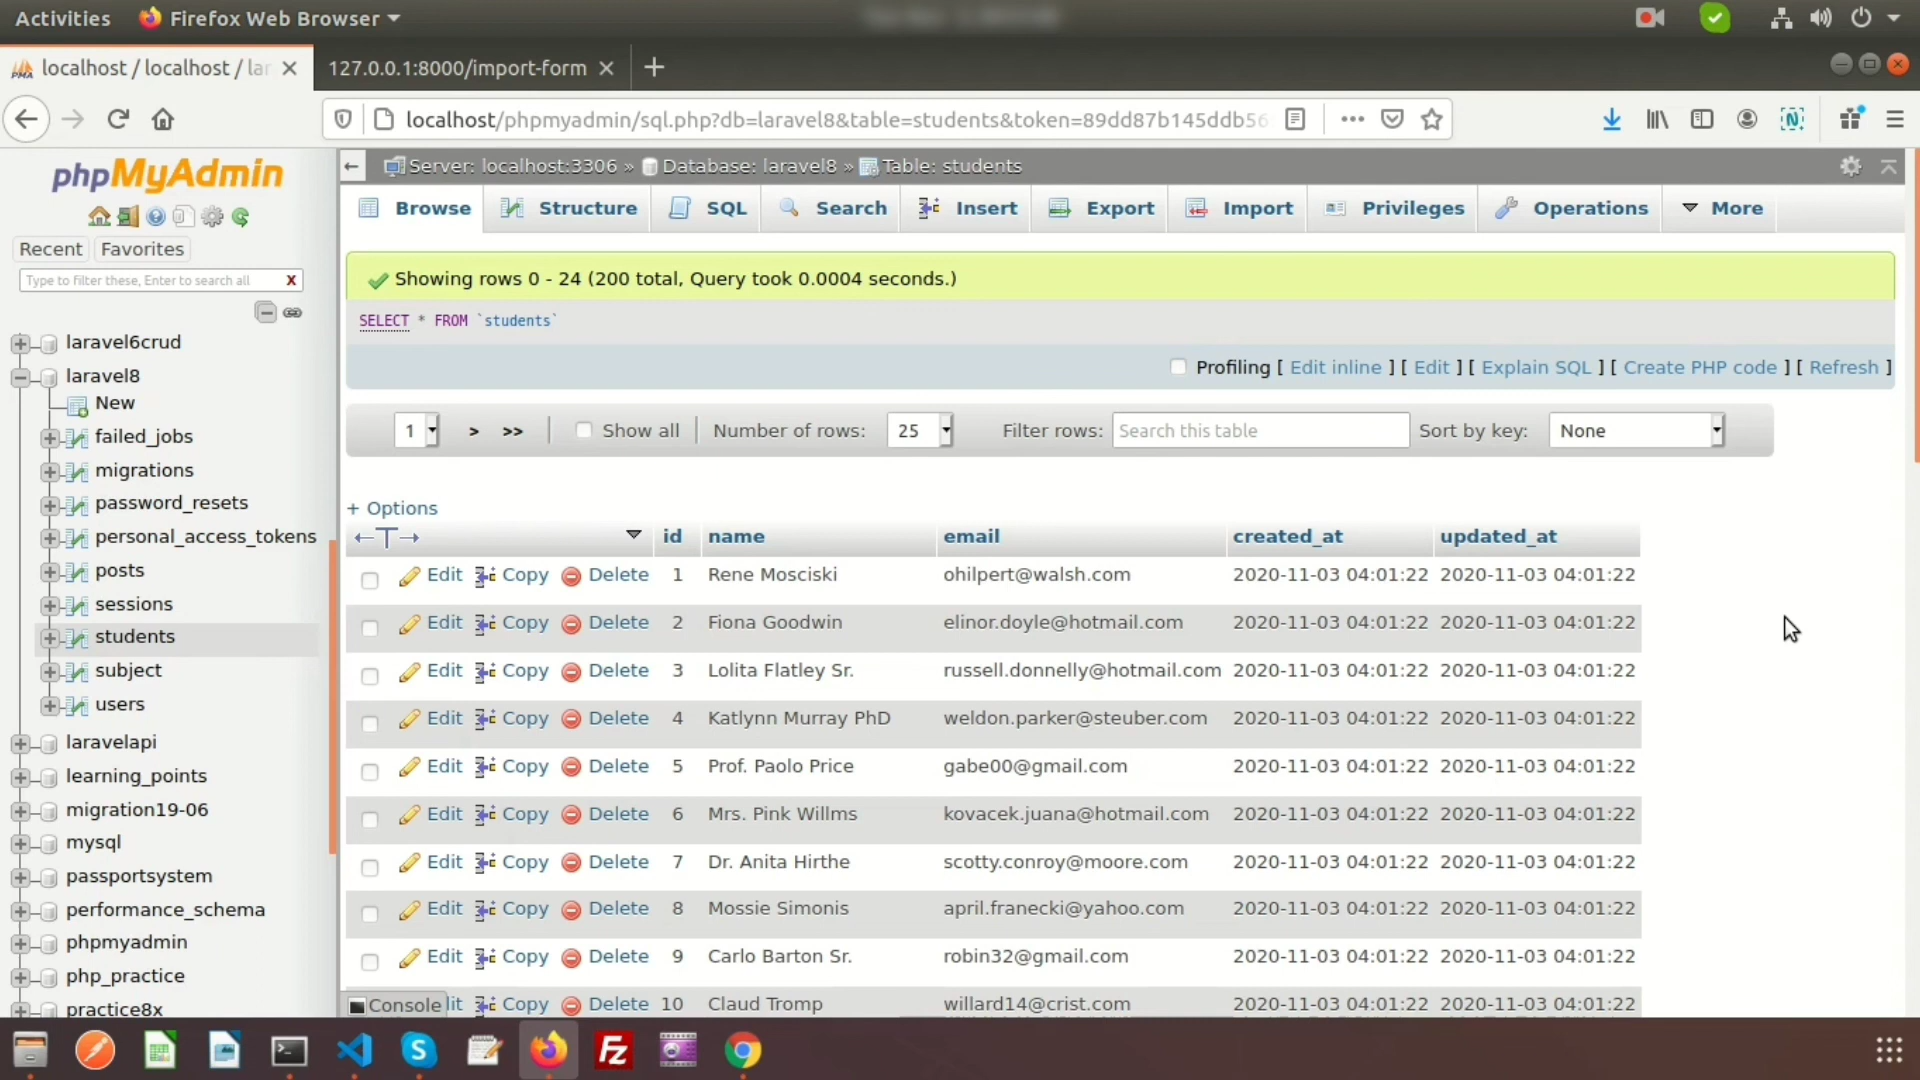 Activities Firefox Web Browser
localhost / localhost / lar 127.0.0.1:8000/import-form
localhost/phpmyadmin/sql.php?db=laravel8&table=students&token=89dd87b145ddb56
phpMyAdmin
Recent Favorites
Type to filter these, Enter to search all X
laravel6crud
laravel8
New
failed_jobs
migrations
password_resets
personal_access_tokens
posts
sessions
students
subject
users
laravelapi
learning_points
migration19-06
mysql
passportsystem
performance_schema
phpmyadmin
php_practice
practice8x
Server: localhost:3306 » Database: laravel8 » Table: students
Browse Structure SQL Search Insert Export Import Privileges Operations More
Showing rows 0 - 24 (200 total, Query took 0.0004 seconds.)
SELECT * FROM `students`
Profiling [ Edit inline ] [ Edit ] [ Explain SQL ] [ Create PHP code ] [ Refresh ]
1 > >> Show all Number of rows: 25 Filter rows: Search this table Sort by key: None
+ Options
←T→ id name email created_at updated_at
Edit Copy Delete 1 Rene Mosciski ohilpert@walsh.com 2020-11-03 04:01:22 2020-11-03 04:01:22
Edit Copy Delete 2 Fiona Goodwin elinor.doyle@hotmail.com 2020-11-03 04:01:22 2020-11-03 04:01:22
Edit Copy Delete 3 Lolita Flatley Sr. russell.donnelly@hotmail.com 2020-11-03 04:01:22 2020-11-03 04:01:22
Edit Copy Delete 4 Katlynn Murray PhD weldon.parker@steuber.com 2020-11-03 04:01:22 2020-11-03 04:01:22
Edit Copy Delete 5 Prof. Paolo Price gabe00@gmail.com 2020-11-03 04:01:22 2020-11-03 04:01:22
Edit Copy Delete 6 Mrs. Pink Willms kovacek.juana@hotmail.com 2020-11-03 04:01:22 2020-11-03 04:01:22
Edit Copy Delete 7 Dr. Anita Hirthe scotty.conroy@moore.com 2020-11-03 04:01:22 2020-11-03 04:01:22
Edit Copy Delete 8 Mossie Simonis april.franecki@yahoo.com 2020-11-03 04:01:22 2020-11-03 04:01:22
Edit Copy Delete 9 Carlo Barton Sr. robin32@gmail.com 2020-11-03 04:01:22 2020-11-03 04:01:22
Console lit Copy Delete 10 Claud Tromp willard14@crist.com 2020-11-03 04:01:22 2020-11-03 04:01:22